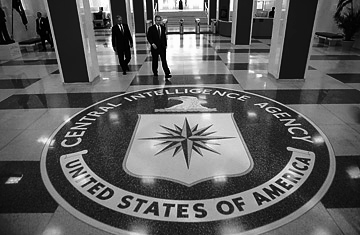 CENTRAL INTELLIGENCE AGENCY
UNITED STATES OF AMERICA